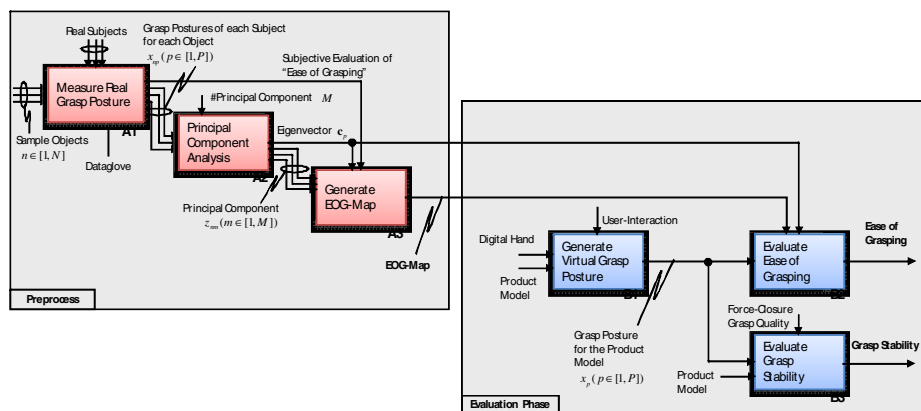 Real Subjects
Grasp Postures of each Subject
for each Object
x_np (p∈[1,P])
Subjective Evaluation of
“Ease of Grasping”
Measure Real
Grasp Posture
A1
#Principal Component M
Sample Objects
n∈[1,N]
Dataglove
Principal
Component
Analysis
A2
Eigenvector c_p
Generate
EOG-Map
A3
Principal Component
z_nm (m∈[1,M])
EOG-Map
Preprocess
User-Interaction
Digital Hand
Product
Model
Generate
Virtual Grasp
Posture
B1
Evaluate
Ease of
Grasping
B2
Ease of
Grasping
Grasp Posture
for the Product
Model
x_p (p∈[1,P])
Force-Closure
Grasp Quality
Product
Model
Evaluate
Grasp
Stability
B3
Grasp Stability
Evaluation Phase